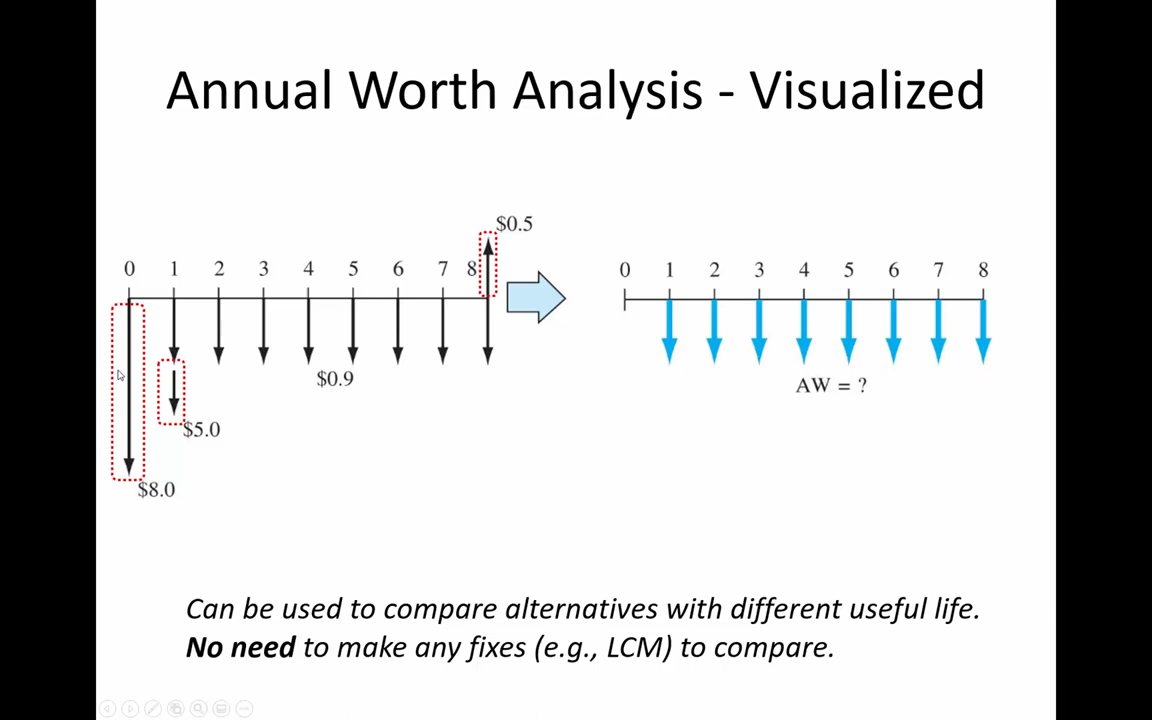 Annual Worth Analysis - Visualized
$0.5
0 1 2 3 4 5 6 7 8
0 1 2 3 4 5 6 7 8
$0.9
AW = ?
$5.0
$8.0
Can be used to compare alternatives with different useful life.
No need to make any fixes (e.g., LCM) to compare.